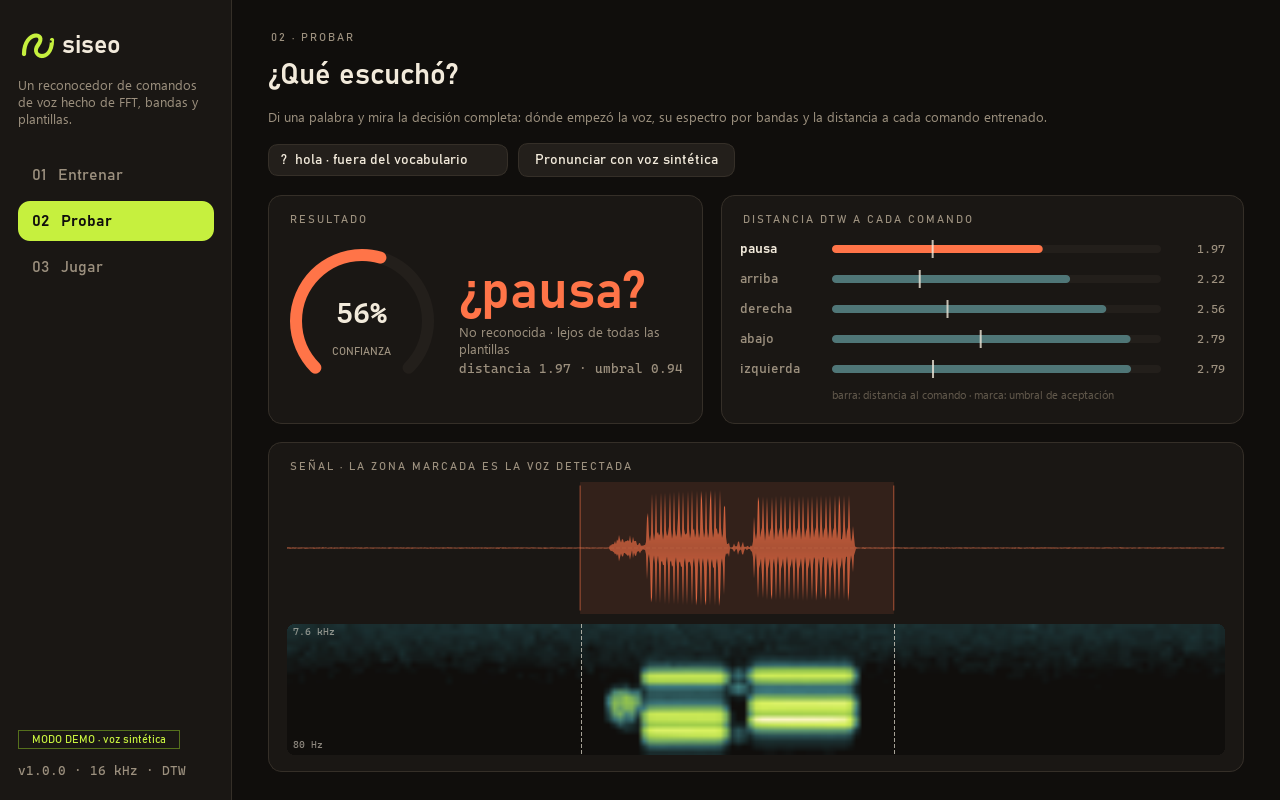 siseo
Un reconocedor de comandos
de voz hecho de FFT, bandas y
plantillas.
01 Entrenar
02 Probar
03 Jugar
MODO DEMO · voz sintética
v1.0.0 · 16 kHz · DTW
02 · PROBAR
¿Qué escuchó?
Di una palabra y mira la decisión completa: dónde empezó la voz, su espectro por bandas y la distancia a cada comando entrenado.
? hola · fuera del vocabulario
Pronunciar con voz sintética
RESULTADO
56%
CONFIANZA
¿pausa?
No reconocida · lejos de todas las
plantillas
distancia 1.97 · umbral 0.94
DISTANCIA DTW A CADA COMANDO
pausa 1.97
arriba 2.22
derecha 2.56
abajo 2.79
izquierda 2.79
barra: distancia al comando · marca: umbral de aceptación
SEÑAL · LA ZONA MARCADA ES LA VOZ DETECTADA
7.6 kHz
80 Hz